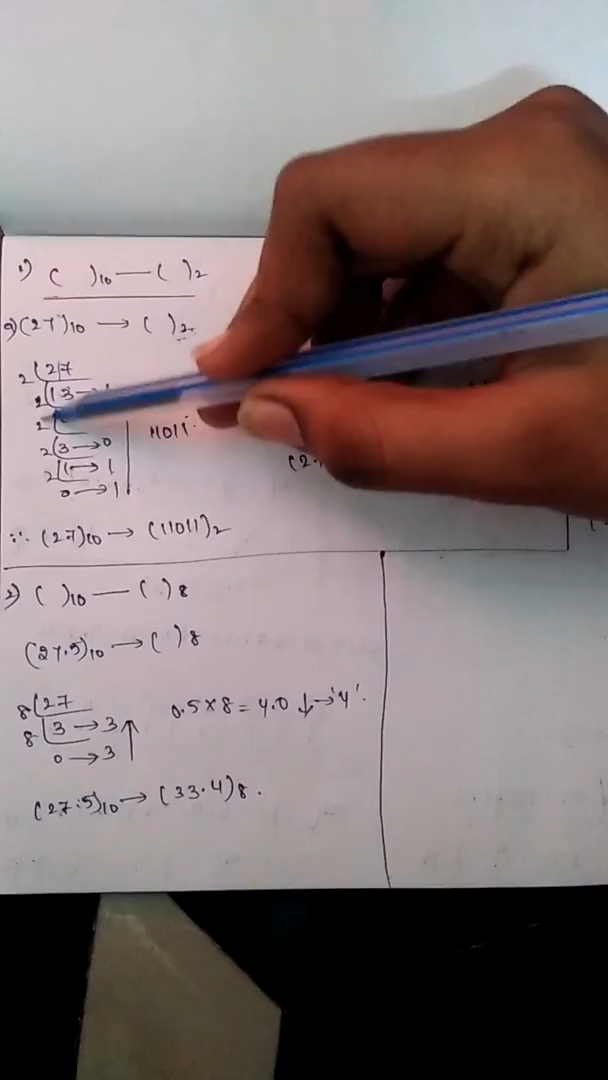 1) ( )10 — ( )2
a) (27)10 → ( )2
2 27
2 13 →
2
2 3 → 0
2 1 → 1
0 → 1
11011
(2.
∴ (27)10 → (11011)2
2) ( )10 — ( )8
(27.5)10 → ( )8
8 27
8 3 → 3
0 → 3
0.5 × 8 = 4.0 ↓ → '4'.
(27.5)10 → (33.4)8.